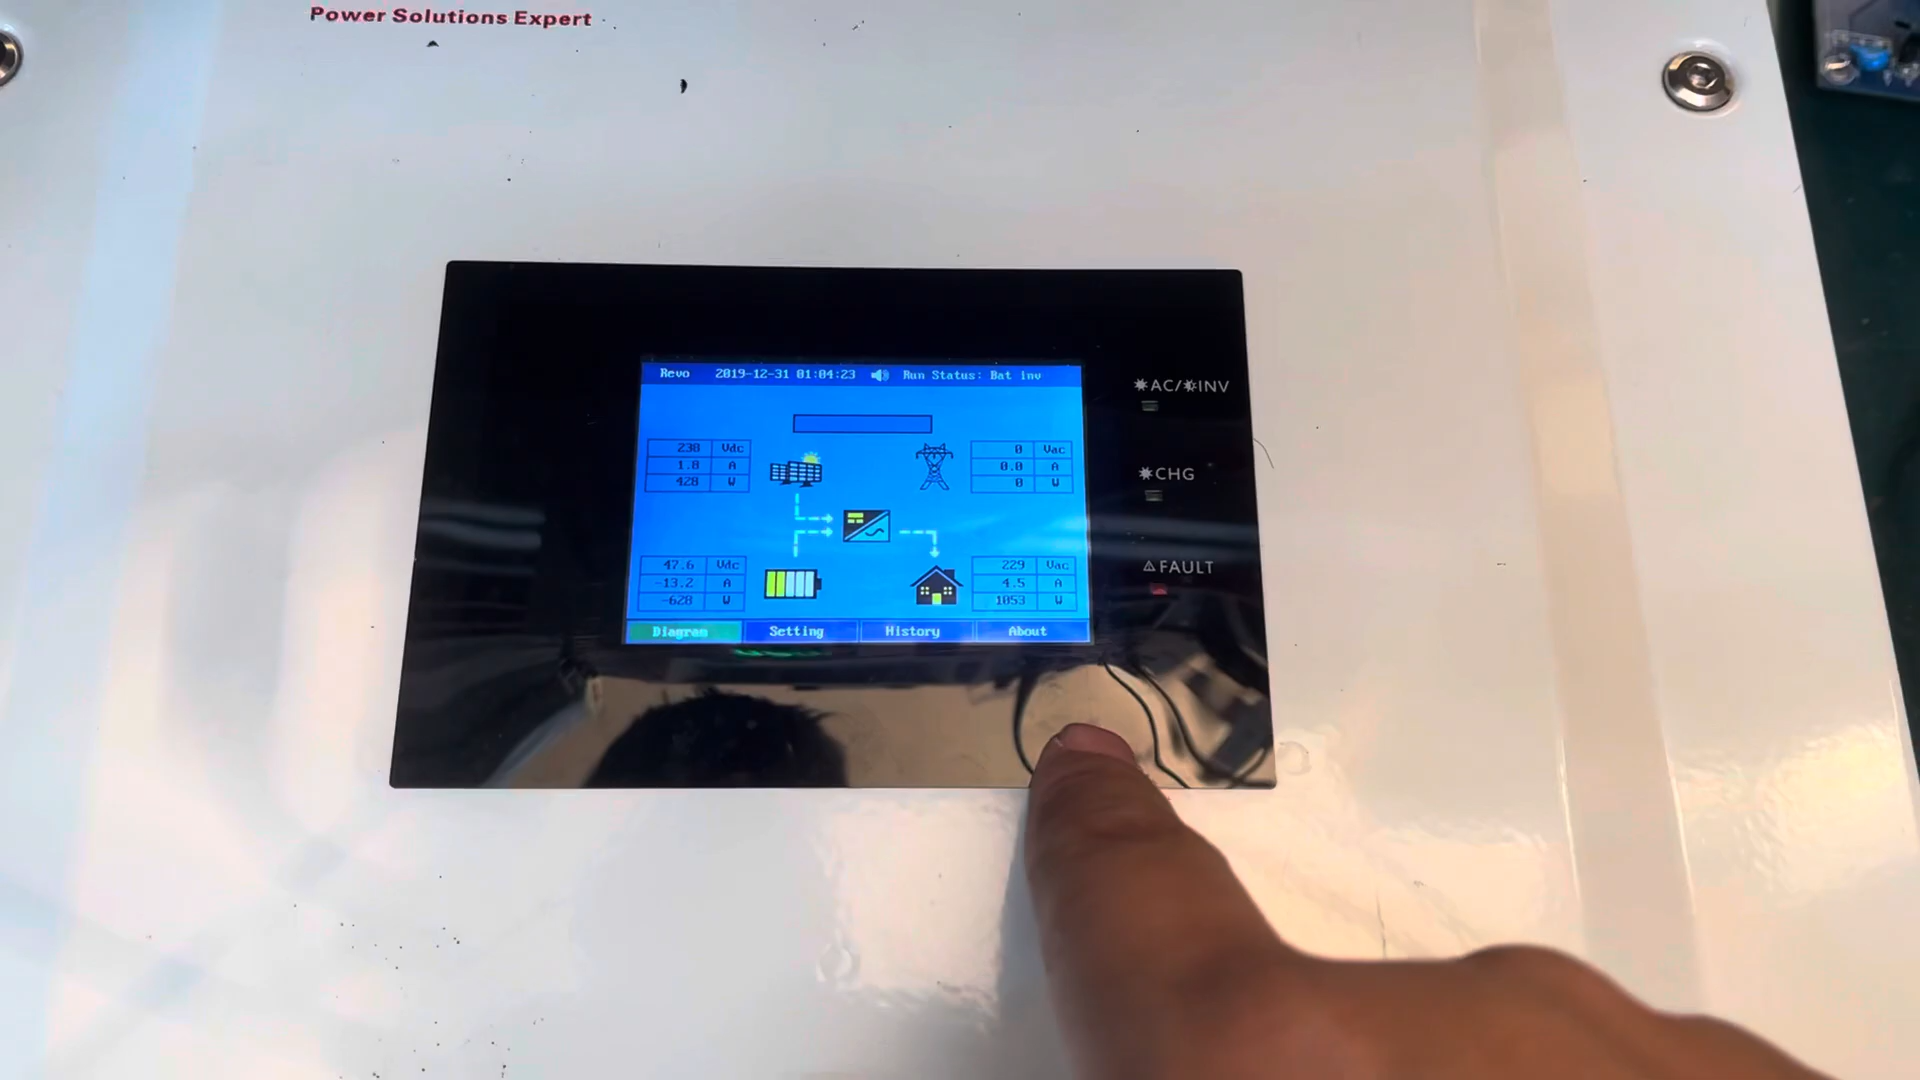 Power Solutions Expert
Revo 2019-12-31 01:04:23 Run Status: Bat inv
238 Vdc
1.8 A
428 W
0 Vac
0.0 A
0 W
47.6 Vdc
-13.2 A
-628 W
229 Vac
4.5 A
1053 W
Diagram Setting History About
AC/INV
CHG
FAULT